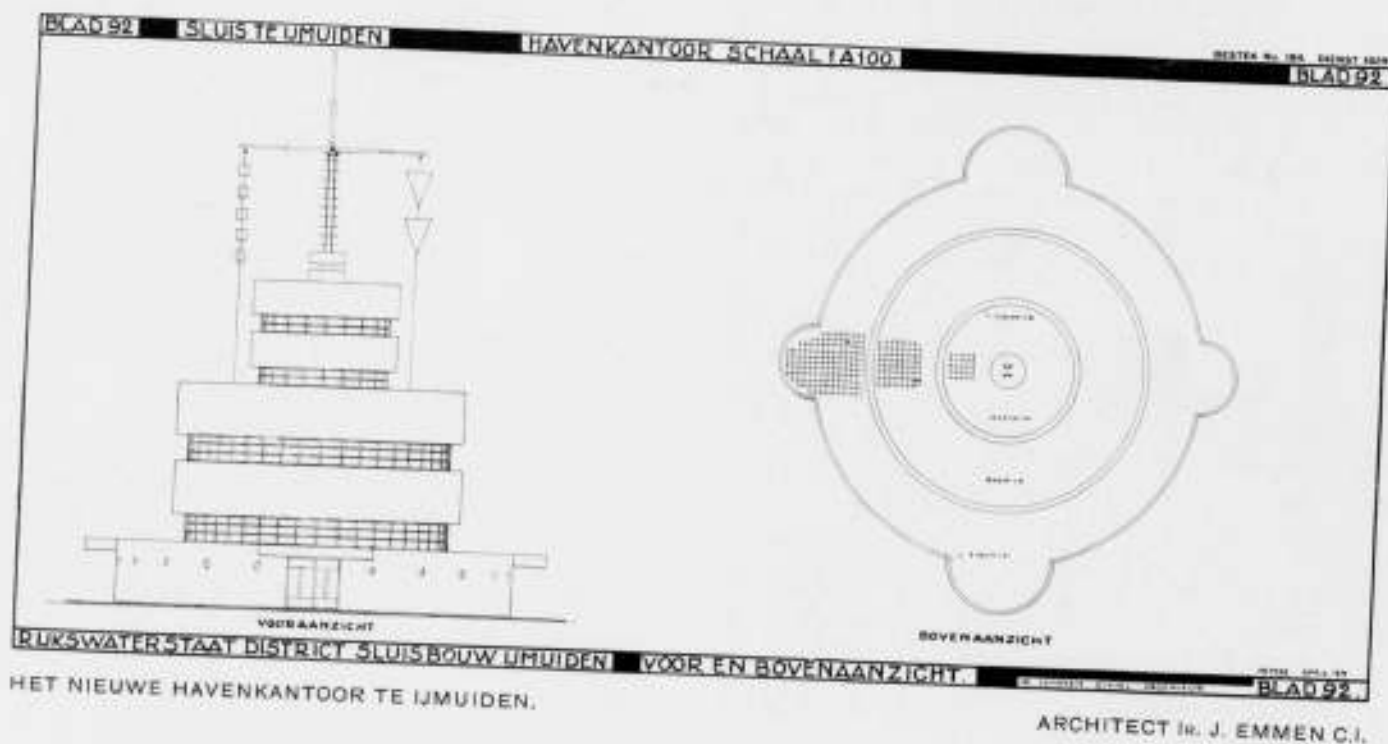 BLAD 92 SLUIS TE IJMUIDEN HAVENKANTOOR SCHAAL 1 A 100
BLAD 92
VOORAANZICHT
BOVENAANZICHT
RIJKSWATERSTAAT DISTRICT SLUISBOUW IJMUIDEN VOOR EN BOVENAANZICHT.
BLAD 92
HET NIEUWE HAVENKANTOOR TE IJMUIDEN.
ARCHITECT IR. J. EMMEN C.I.